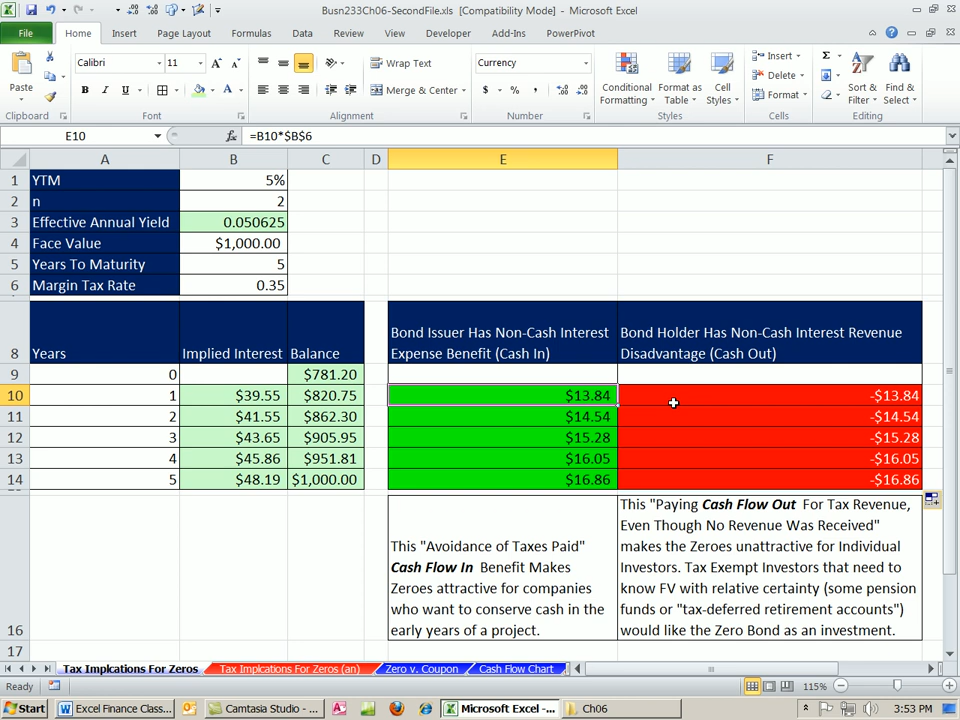 Busn233Ch06-SecondFile.xls [Compatibility Mode] - Microsoft Excel
File Home Insert Page Layout Formulas Data Review View Developer Add-Ins PowerPivot
Calibri 11 Wrap Text Currency Insert Σ
Paste B I U A Merge & Center $ % , Conditional Formatting Format as Table Cell Styles Delete Format Sort & Filter Find & Select
Clipboard Font Alignment Number Styles Cells Editing
E10 fx =B10*$B$6
A B C D E F
1 YTM 5%
2 n 2
3 Effective Annual Yield 0.050625
4 Face Value $1,000.00
5 Years To Maturity 5
6 Margin Tax Rate 0.35
Bond Issuer Has Non-Cash Interest Bond Holder Has Non-Cash Interest Revenue
8 Years Implied Interest Balance Expense Benefit (Cash In) Disadvantage (Cash Out)
9 0 $781.20
10 1 $39.55 $820.75 $13.84 -$13.84
11 2 $41.55 $862.30 $14.54 -$14.54
12 3 $43.65 $905.95 $15.28 -$15.28
13 4 $45.86 $951.81 $16.05 -$16.05
14 5 $48.19 $1,000.00 $16.86 -$16.86
This "Avoidance of Taxes Paid"
Cash Flow In Benefit Makes
Zeroes attractive for companies
who want to conserve cash in the
early years of a project.
This "Paying Cash Flow Out For Tax Revenue,
Even Though No Revenue Was Received"
makes the Zeroes unattractive for Individual
Investors. Tax Exempt Investors that need to
know FV with relative certainty (some pension
funds or "tax-deferred retirement accounts")
would like the Zero Bond as an investment.
16
17
Tax Implcations For Zeros Tax Implcations For Zeros (an) Zero v. Coupon Cash Flow Chart
Ready 115%
Start Excel Finance Class... Camtasia Studio - ... Microsoft Excel -... Ch06 3:53 PM